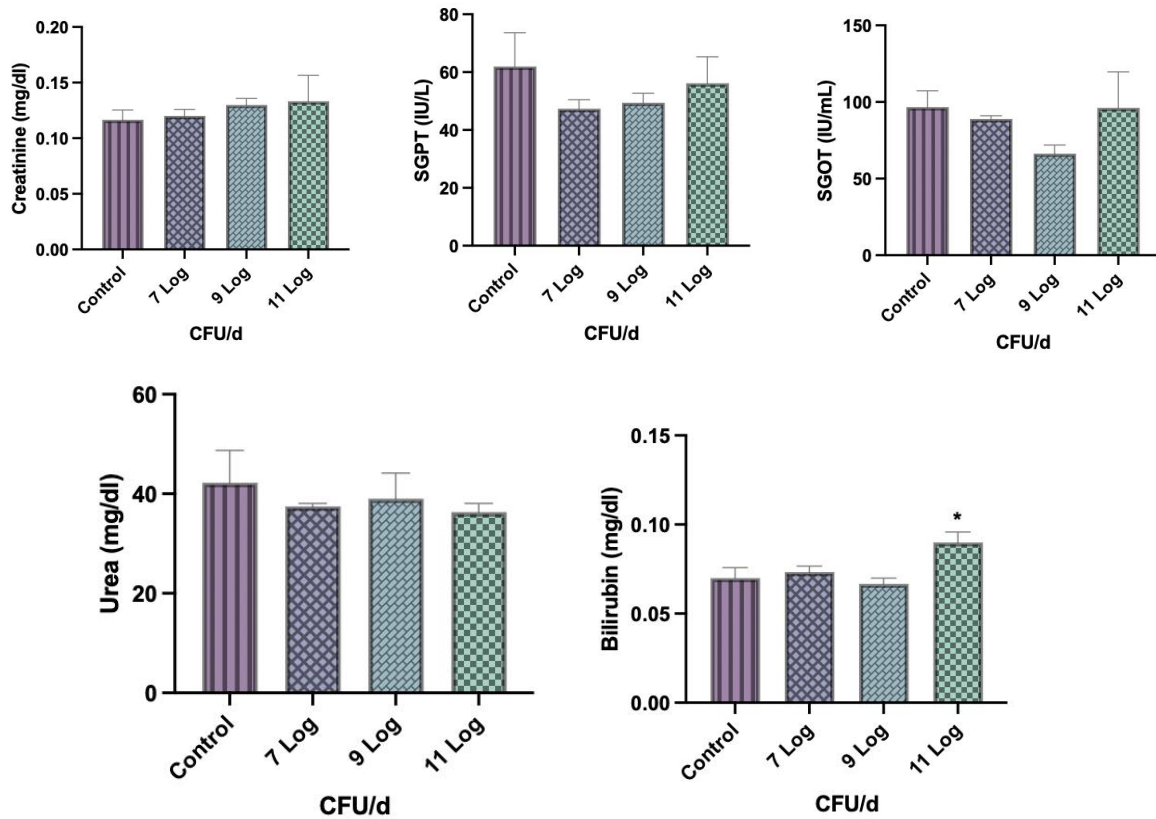 Creatinine (mg/dl)
0.20
0.15
0.10
0.05
0.00
Control
7 Log
9 Log
11 Log
CFU/d
SGPT (IU/L)
80
60
40
20
0
Control
7 Log
9 Log
11 Log
CFU/d
SGOT (IU/mL)
150
100
50
0
Control
7 Log
9 Log
11 Log
CFU/d
Urea (mg/dl)
60
40
20
0
Control
7 Log
9 Log
11 Log
CFU/d
Bilirubin (mg/dl)
0.15
0.10
0.05
0.00
*
Control
7 Log
9 Log
11 Log
CFU/d